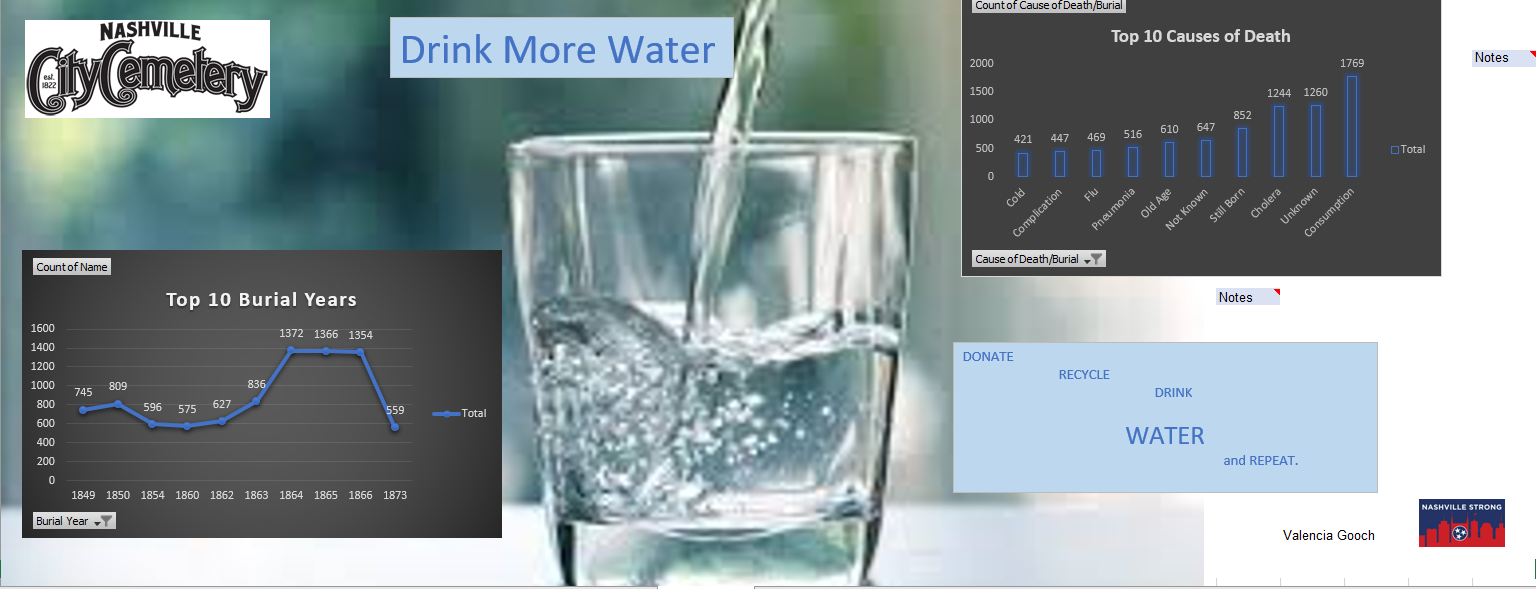 NASHVILLE
City Cemetery
est. 1822
Drink More Water
Count of Cause of Death/Burial
Top 10 Causes of Death
2000
1500
1000
500
0
421
447
469
516
610
647
852
1244
1260
1769
Cold
Complication
Flu
Pneumonia
Old Age
Not Known
Still Born
Cholera
Unknown
Consumption
Total
Cause of Death/Burial
Notes
Count of Name
Top 10 Burial Years
1600
1400
1200
1000
800
600
400
200
0
745
809
596
575
627
836
1372
1366
1354
559
1849
1850
1854
1860
1862
1863
1864
1865
1866
1873
Total
Burial Year
Notes
DONATE
RECYCLE
DRINK
WATER
and REPEAT.
Valencia Gooch
NASHVILLE STRONG